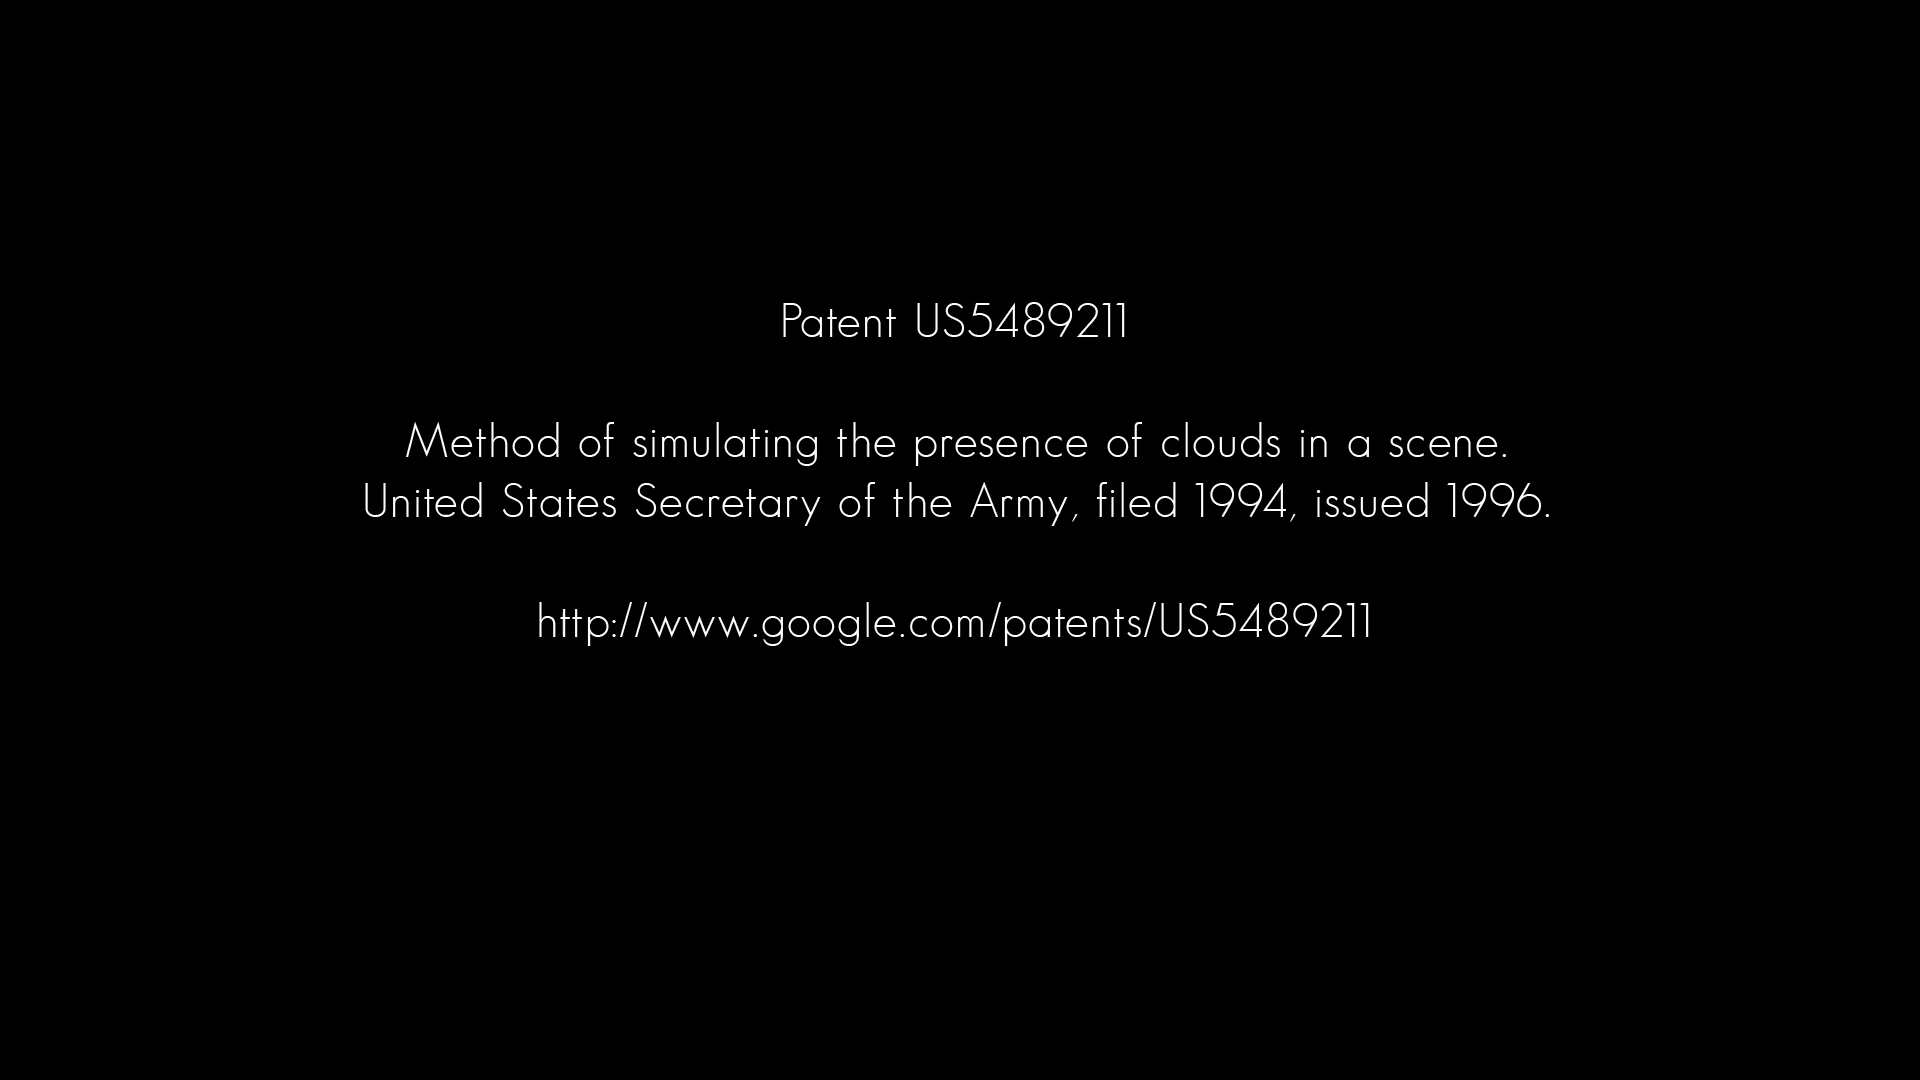 Patent US5489211
Method of simulating the presence of clouds in a scene.
United States Secretary of the Army, filed 1994, issued 1996.
http://www.google.com/patents/US5489211